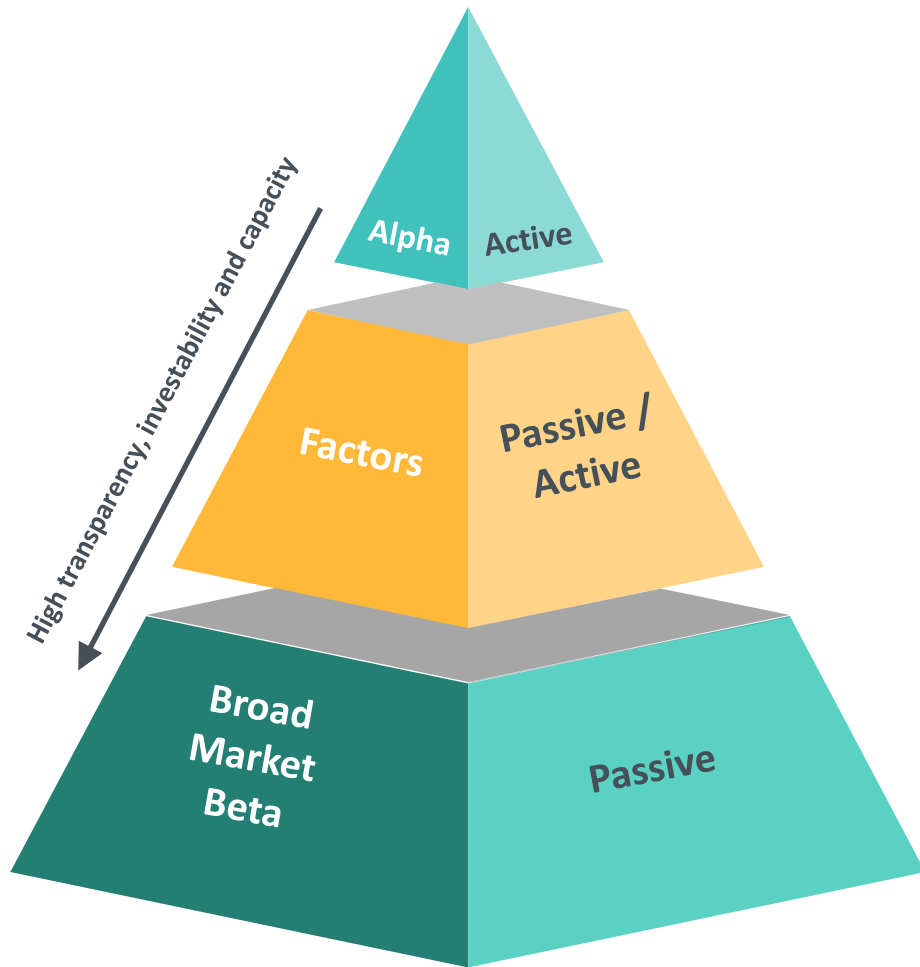 High transparency, investability and capacity
Alpha
Active
Factors
Passive /
Active
Broad
Market
Beta
Passive